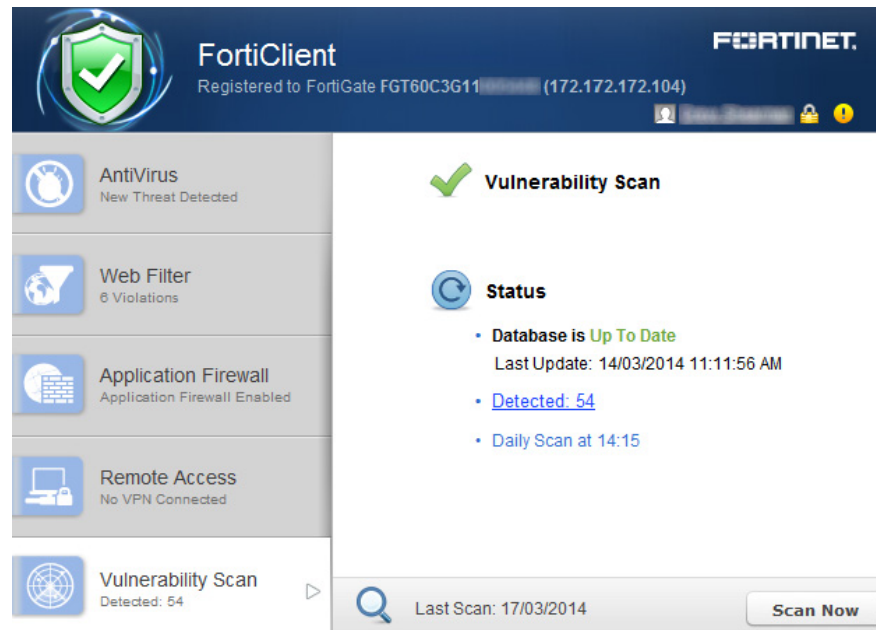 FORTINET.
FortiClient
Registered to FortiGate FGT60C3G11 (172.172.172.104)
AntiVirus
New Threat Detected
Web Filter
6 Violations
Application Firewall
Application Firewall Enabled
Remote Access
No VPN Connected
Vulnerability Scan
Detected: 54
Vulnerability Scan
Status
• Database is Up To Date
Last Update: 14/03/2014 11:11:56 AM
• Detected: 54
• Daily Scan at 14:15
Last Scan: 17/03/2014
Scan Now